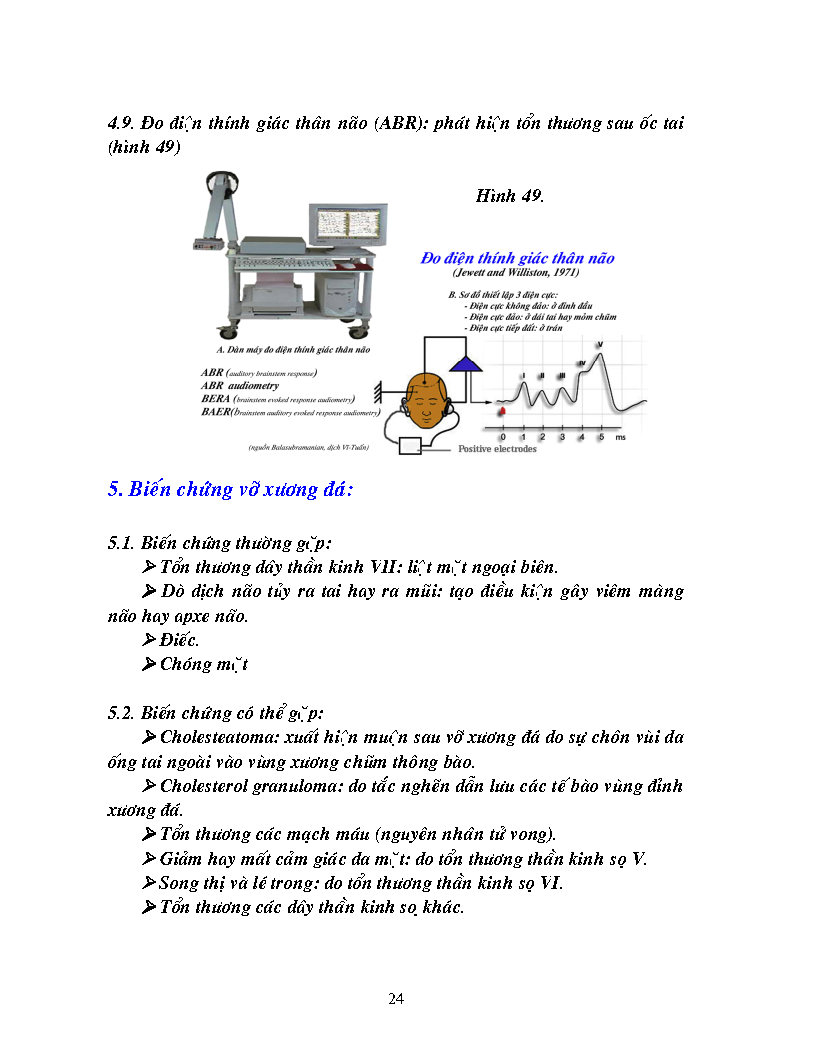 4.9. Đo điện thính giác thân não (ABR): phát hiện tổn thương sau ốc tai
(hình 49)
Hình 49.
Đo điện thính giác thân não
(Jewett and Williston, 1971)
B. Sơ đồ thiết lập 3 điện cực:
- Điện cực không đảo: ở đỉnh đầu
- Điện cực đảo: ở dái tai hay mỏm chũm
- Điện cực tiếp đất: ở trán
A. Dàn máy đo điện thính giác thân não
ABR (auditory brainstem response)
ABR audiometry
BERA (brainstem evoked response audiometry)
BAER(brainstem auditory evoked response audiometry)
I II III IV V
0 1 2 3 4 5 ms
(nguồn Balasubramanian, dịch Vi-Tuấn)
Positive electrodes
5. Biến chứng vỡ xương đá:
5.1. Biến chứng thường gặp:
⮚ Tổn thương dây thần kinh VII: liệt mặt ngoại biên.
⮚ Dò dịch não tủy ra tai hay ra mũi: tạo điều kiện gây viêm màng
não hay apxe não.
⮚ Điếc.
⮚ Chóng mặt
5.2. Biến chứng có thể gặp:
⮚ Cholesteatoma: xuất hiện muộn sau vỡ xương đá do sự chôn vùi da
ống tai ngoài vào vùng xương chũm thông bào.
⮚ Cholesterol granuloma: do tắc nghẽn dẫn lưu các tế bào vùng đỉnh
xương đá.
⮚ Tổn thương các mạch máu (nguyên nhân tử vong).
⮚ Giảm hay mất cảm giác da mặt: do tổn thương thần kinh sọ V.
⮚ Song thị và lé trong: do tổn thương thần kinh sọ VI.
⮚ Tổn thương các dây thần kinh sọ khác.
24